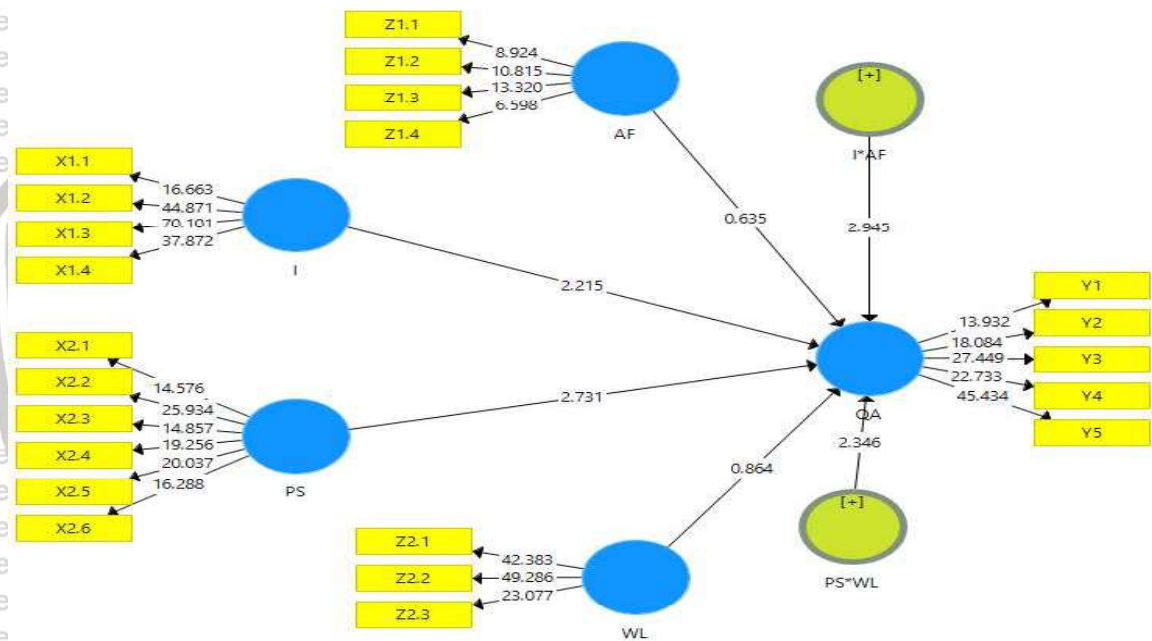 Z1.1
Z1.2
Z1.3
Z1.4
8.924
10.815
13.320
6.598
AF
[+]
I*AF
X1.1
X1.2
X1.3
X1.4
16.663
44.871
70.101
37.872
I
0.635
2.945
2.215
X2.1
X2.2
X2.3
X2.4
X2.5
X2.6
14.576
25.934
14.857
19.256
20.037
16.288
PS
2.731
QA
13.932
18.084
27.449
22.733
45.434
Y1
Y2
Y3
Y4
Y5
0.864
2.346
Z2.1
Z2.2
Z2.3
42.383
49.286
23.077
WL
[+]
PS*WL